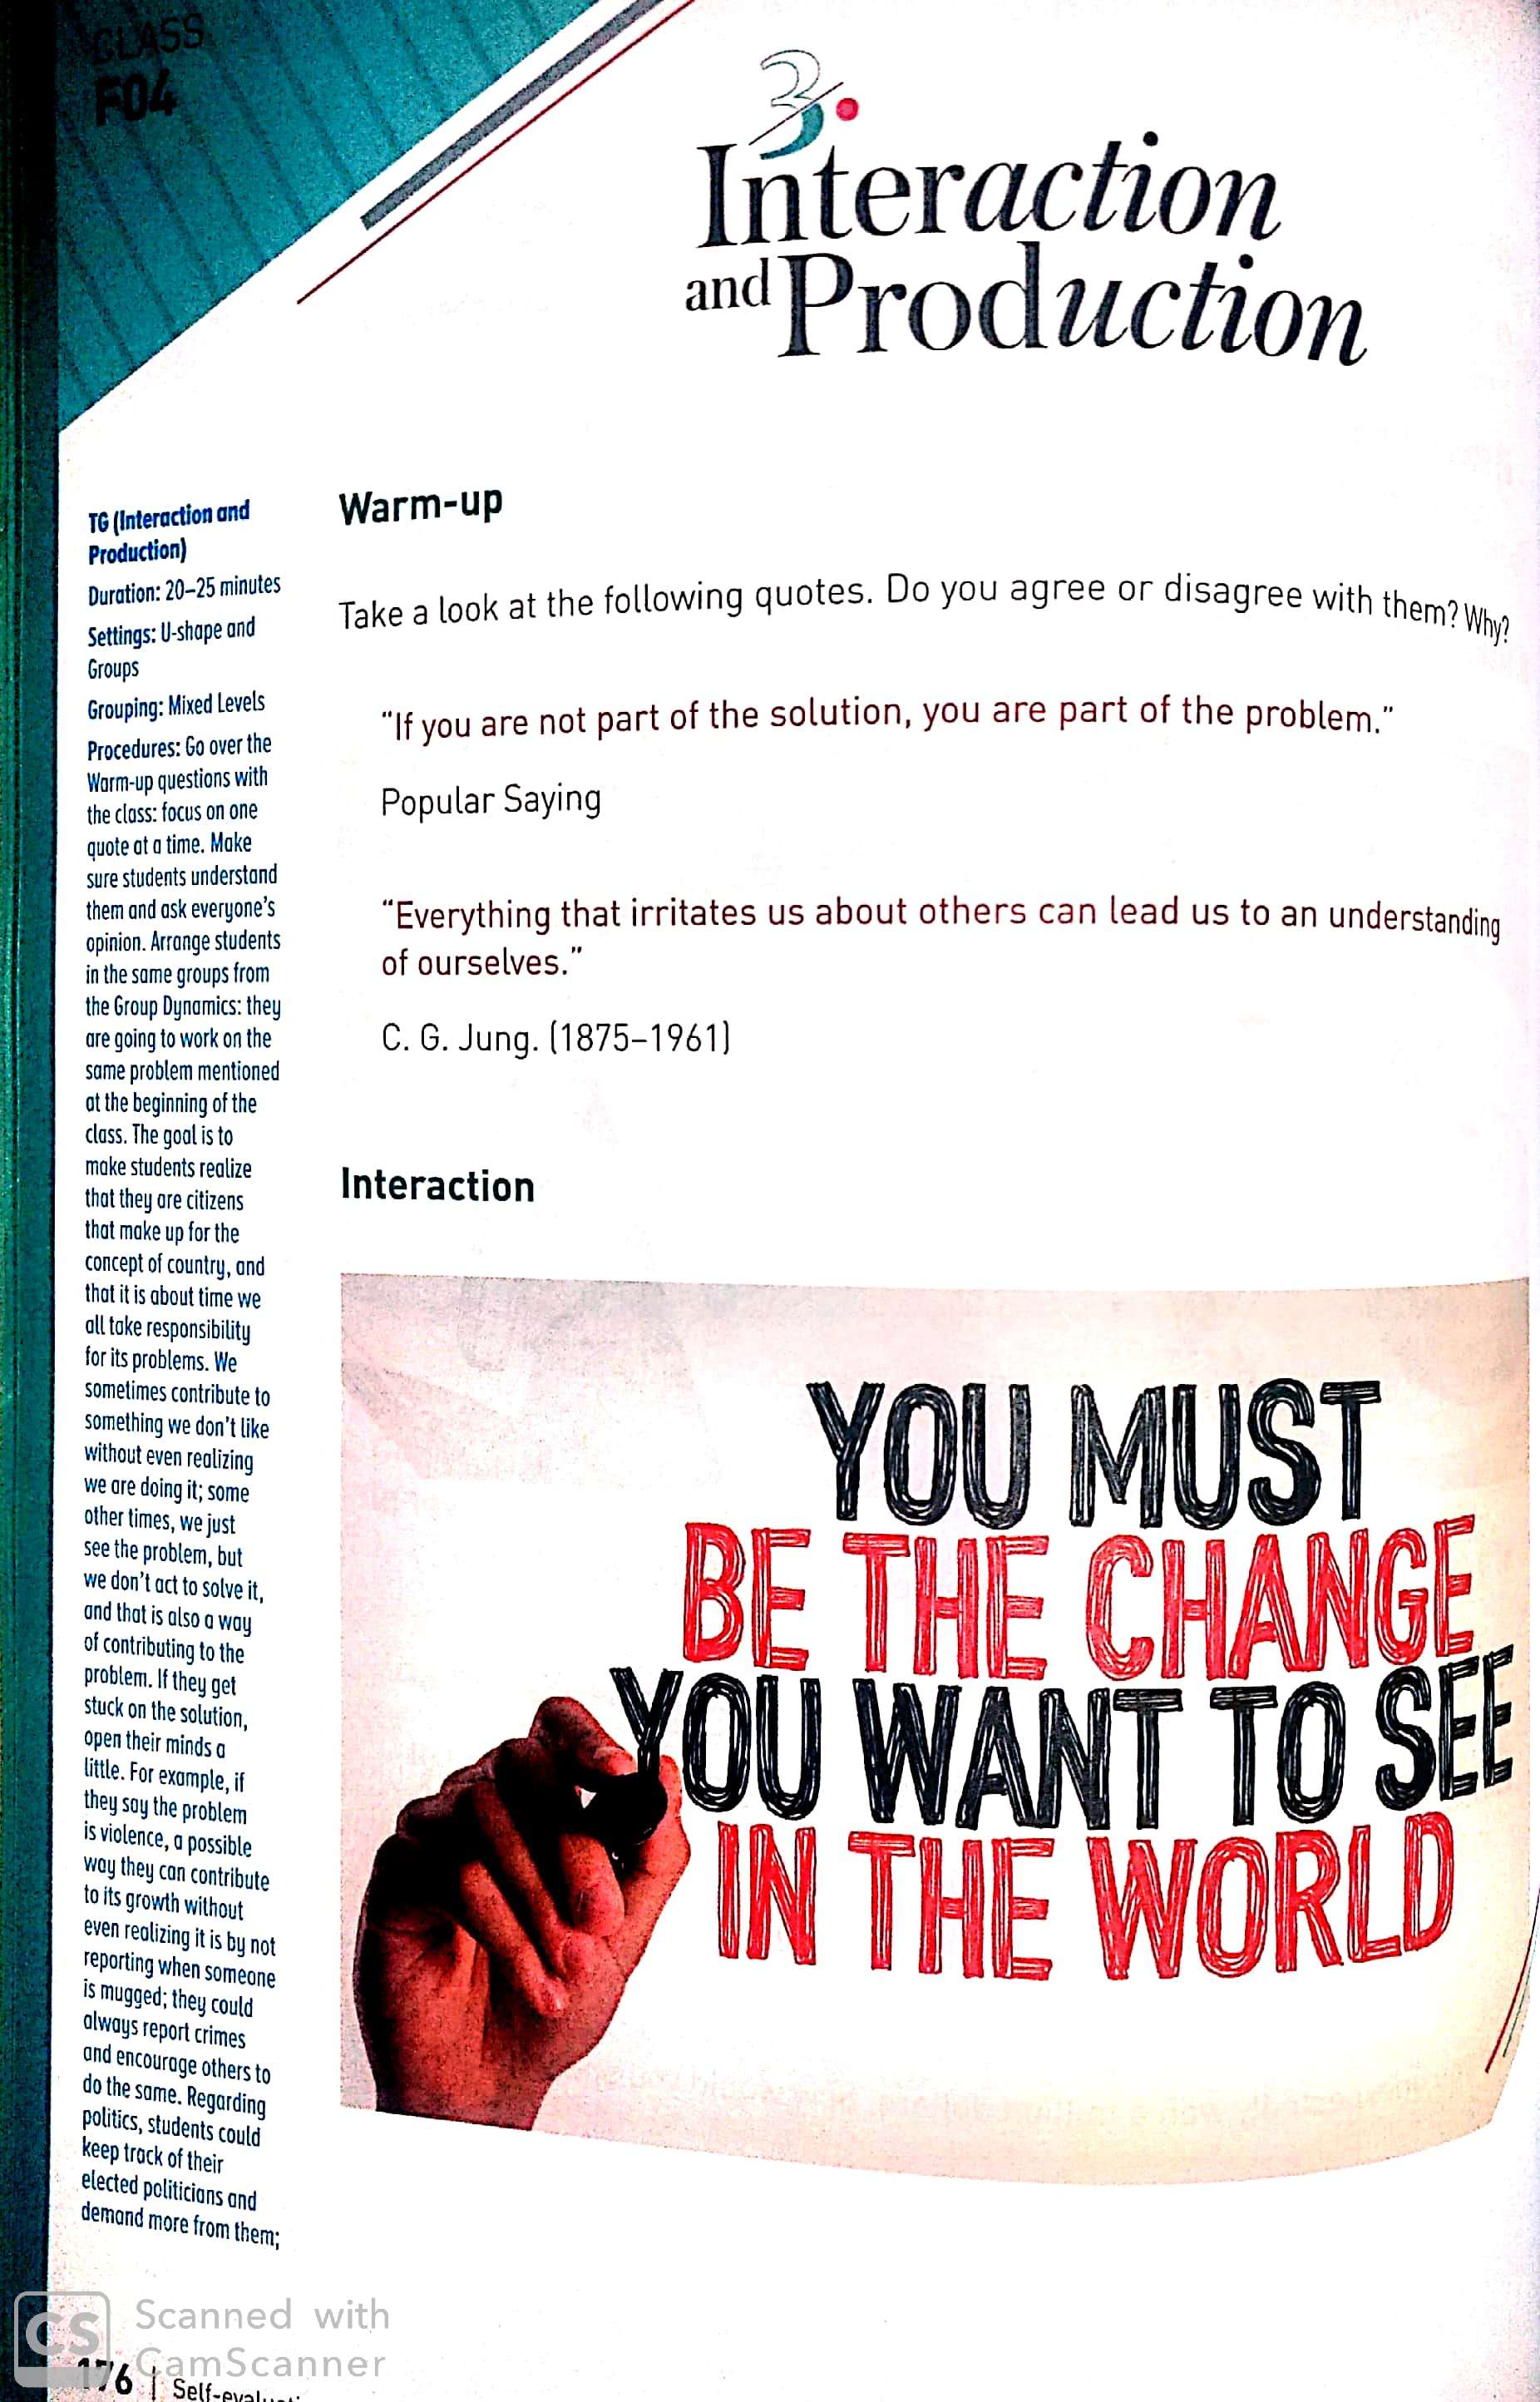 CLASS
F04
3
Interaction
and Production
TG (Interaction and
Production)
Duration: 20–25 minutes
Settings: U-shape and
Groups
Grouping: Mixed Levels
Procedures: Go over the
Warm-up questions with
the class: focus on one
quote at a time. Make
sure students understand
them and ask everyone's
opinion. Arrange students
in the same groups from
the Group Dynamics: they
are going to work on the
same problem mentioned
at the beginning of the
class. The goal is to
make students realize
that they are citizens
that make up for the
concept of country, and
that it is about time we
all take responsibility
for its problems. We
sometimes contribute to
something we don't like
without even realizing
we are doing it; some
other times, we just
see the problem, but
we don't act to solve it,
and that is also a way
of contributing to the
problem. If they get
stuck on the solution,
open their minds a
little. For example, if
they say the problem
is violence, a possible
way they can contribute
to its growth without
even realizing it is by not
reporting when someone
is mugged; they could
always report crimes
and encourage others to
do the same. Regarding
politics, students could
keep track of their
elected politicians and
demand more from them;
Warm-up
Take a look at the following quotes. Do you agree or disagree with them? Why?
“If you are not part of the solution, you are part of the problem.”
Popular Saying
“Everything that irritates us about others can lead us to an understanding
of ourselves.”
C. G. Jung. (1875–1961)
Interaction
YOU MUST
BE THE CHANGE
YOU WANT TO SEE
IN THE WORLD
CS Scanned with
CamScanner
176 |